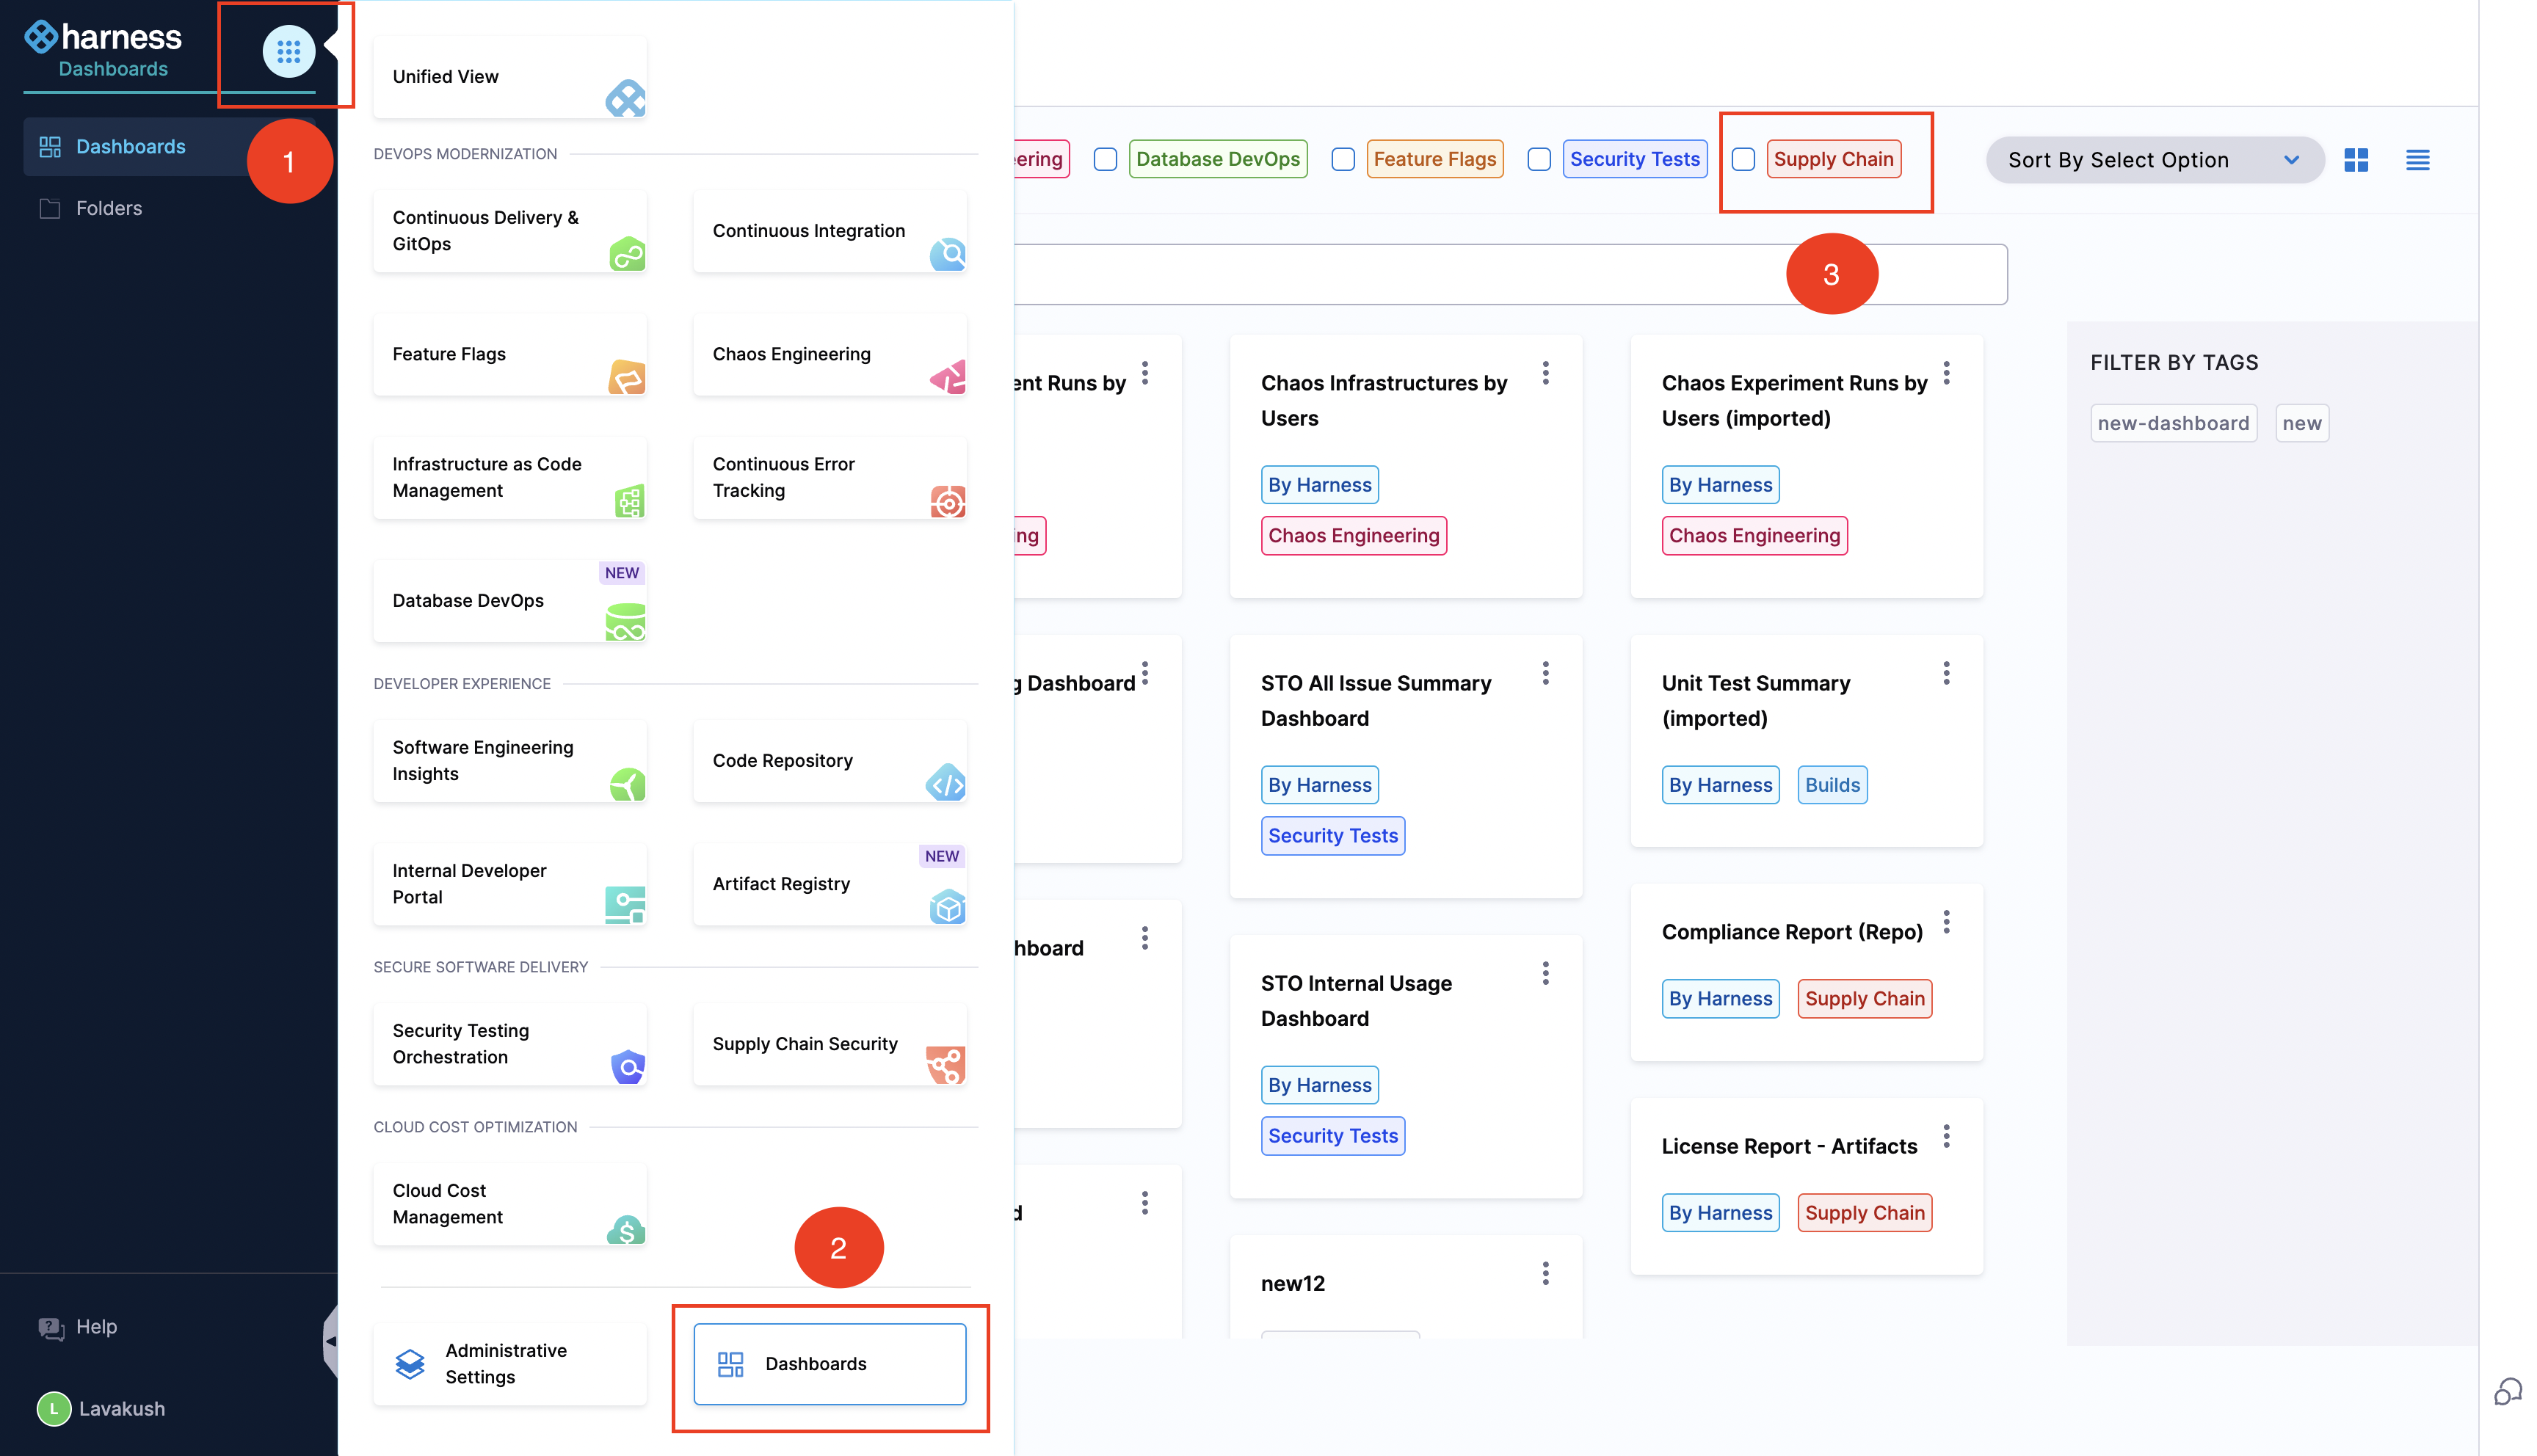 harness
Dashboards
1
Dashboards
Folders
Help
L
Lavakush
Unified View
DEVOPS MODERNIZATION
Continuous Delivery &
GitOps
Continuous Integration
Feature Flags
Chaos Engineering
Infrastructure as Code
Management
Continuous Error
Tracking
NEW
Database DevOps
DEVELOPER EXPERIENCE
Software Engineering
Insights
Code Repository
Internal Developer
Portal
NEW
Artifact Registry
SECURE SOFTWARE DELIVERY
Security Testing
Orchestration
Supply Chain Security
CLOUD COST OPTIMIZATION
Cloud Cost
Management
2
Administrative
Settings
Dashboards
eering
Database DevOps
Feature Flags
Security Tests
Supply Chain
Sort By Select Option
3
ent Runs by
ng
Chaos Infrastructures by
Users
By Harness
Chaos Engineering
Chaos Experiment Runs by
Users (imported)
By Harness
Chaos Engineering
g Dashboard
STO All Issue Summary
Dashboard
By Harness
Security Tests
Unit Test Summary
(imported)
By Harness
Builds
hboard
STO Internal Usage
Dashboard
By Harness
Security Tests
Compliance Report (Repo)
By Harness
Supply Chain
d
new12
License Report - Artifacts
By Harness
Supply Chain
FILTER BY TAGS
new-dashboard
new